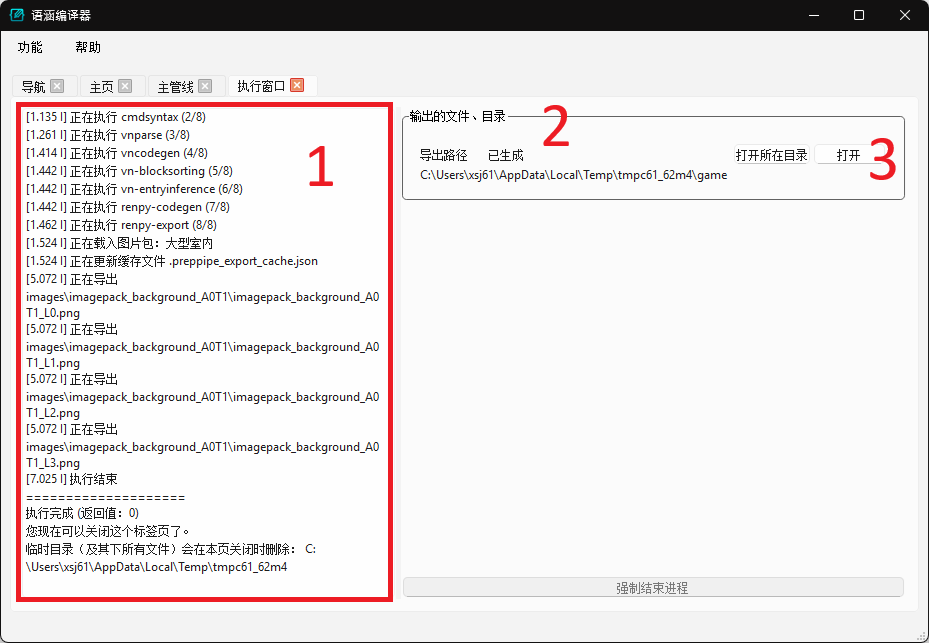 语涵编译器
功能 帮助
导航 主页 主管线 执行窗口
[1.135 I] 正在执行 cmdsyntax (2/8)
[1.261 I] 正在执行 vnparse (3/8)
[1.414 I] 正在执行 vncodegen (4/8)
[1.442 I] 正在执行 vn-blocksorting (5/8)
[1.442 I] 正在执行 vn-entryinference (6/8)
[1.442 I] 正在执行 renpy-codegen (7/8)
[1.462 I] 正在执行 renpy-export (8/8)
[1.524 I] 正在载入图片包：大型室内
[1.524 I] 正在更新缓存文件 .preppipe_export_cache.json
[5.072 I] 正在导出
images\imagepack_background_A0T1\imagepack_background_A0
T1_L0.png
[5.072 I] 正在导出
images\imagepack_background_A0T1\imagepack_background_A0
T1_L1.png
[5.072 I] 正在导出
images\imagepack_background_A0T1\imagepack_background_A0
T1_L2.png
[5.072 I] 正在导出
images\imagepack_background_A0T1\imagepack_background_A0
T1_L3.png
[7.025 I] 执行结束
====================
执行完成 (返回值：0)
您现在可以关闭这个标签页了。
临时目录（及其下所有文件）会在本页关闭时删除： C:
\Users\xsj61\AppData\Local\Temp\tmpc61_62m4
1
输出的文件、目录
2
导出路径 已生成 打开所在目录 打开
3
C:\Users\xsj61\AppData\Local\Temp\tmpc61_62m4\game
强制结束进程